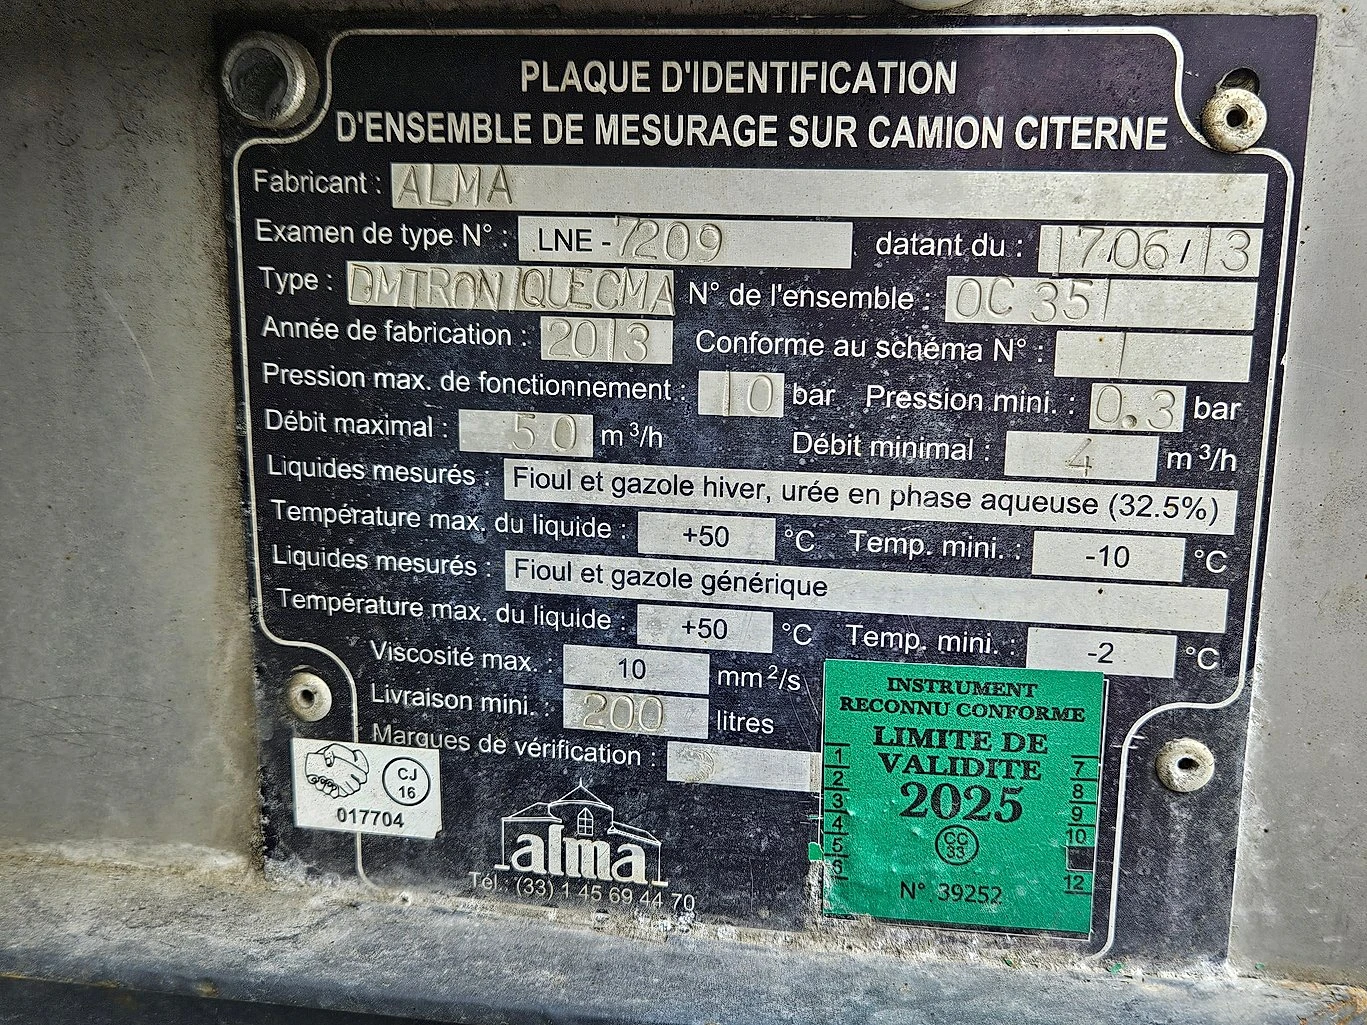 PLAQUE D'IDENTIFICATION
D'ENSEMBLE DE MESURAGE SUR CAMION CITERNE
Fabricant : ALMA
Examen de type N° : LNE - 7209 datant du : 17/06/13
Type : DMTRONIQUE CMA N° de l'ensemble : OC 351
Année de fabrication : 2013 Conforme au schéma N° : 1
Pression max. de fonctionnement : 10 bar Pression mini. : 0.3 bar
Débit maximal : 50 m³/h Débit minimal : 4 m³/h
Liquides mesurés : Fioul et gazole hiver, urée en phase aqueuse (32.5%)
Température max. du liquide : +50 °C Temp. mini. : -10 °C
Liquides mesurés : Fioul et gazole générique
Température max. du liquide : +50 °C Temp. mini. : -2 °C
Viscosité max. : 10 mm²/s
Livraison mini. : 200 litres
Marques de vérification :
CJ
16
017704
alma
Tél.: (33) 1 45 69 44 70
INSTRUMENT
RECONNU CONFORME
LIMITE DE
VALIDITE
2025
1 7
2 8
3 9
4 10
5
6 12
CC
83
N° 39252